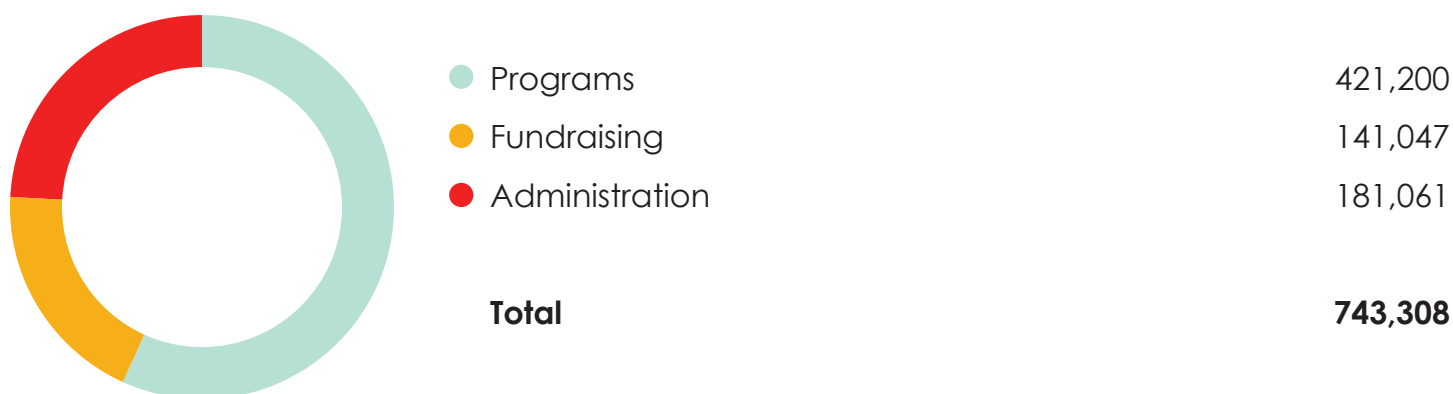 Programs 421,200
Fundraising 141,047
Administration 181,061
Total 743,308